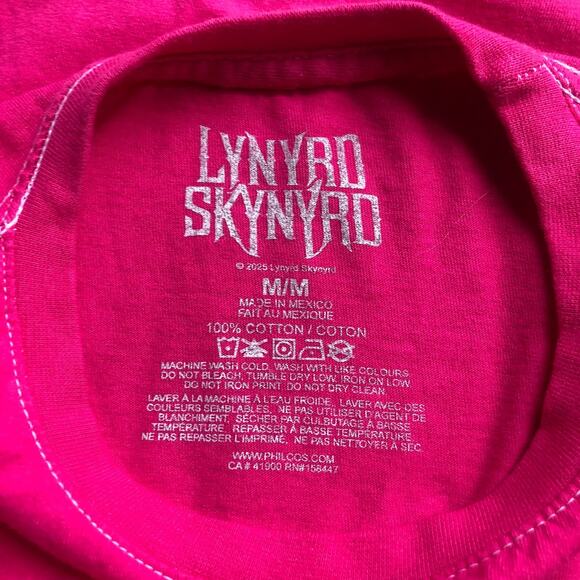 LYNYRD
SKYNYRD
© 2025 Lynyrd Skynyrd
M/M
MADE IN MEXICO
FAIT AU MEXIQUE
100% COTTON / COTON
MACHINE WASH COLD, WASH WITH LIKE COLOURS
DO NOT BLEACH, TUMBLE DRY LOW, IRON ON LOW
DO NOT IRON PRINT, DO NOT DRY CLEAN.
LAVER À LA MACHINE À L'EAU FROIDE, LAVER AVEC DES
COULEURS SEMBLABLES, NE PAS UTILISER D'AGENT DE
BLANCHIMENT, SÉCHER PAR CULBUTAGE À BASSE
TEMPÉRATURE, REPASSER À BASSE TEMPÉRATURE,
NE PAS REPASSER L'IMPRIMÉ, NE PAS NETTOYER À SEC
WWW.PHILCOS.COM
CA # 41900 RN#158447